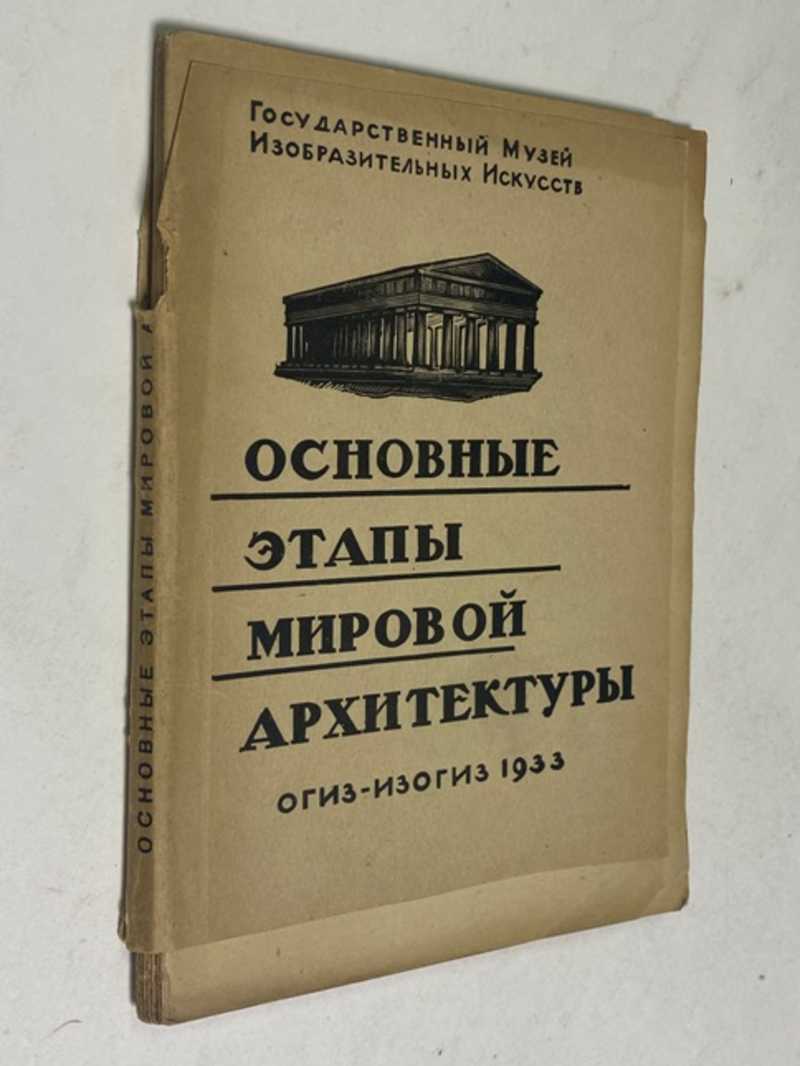 Государственный Музей
Изобразительных Искусств
ОСНОВНЫЕ
ЭТАПЫ
МИРОВОЙ
АРХИТЕКТУРЫ
ОГИЗ-ИЗОГИЗ 1933
ОСНОВНЫЕ ЭТАПЫ МИРОВОЙ А